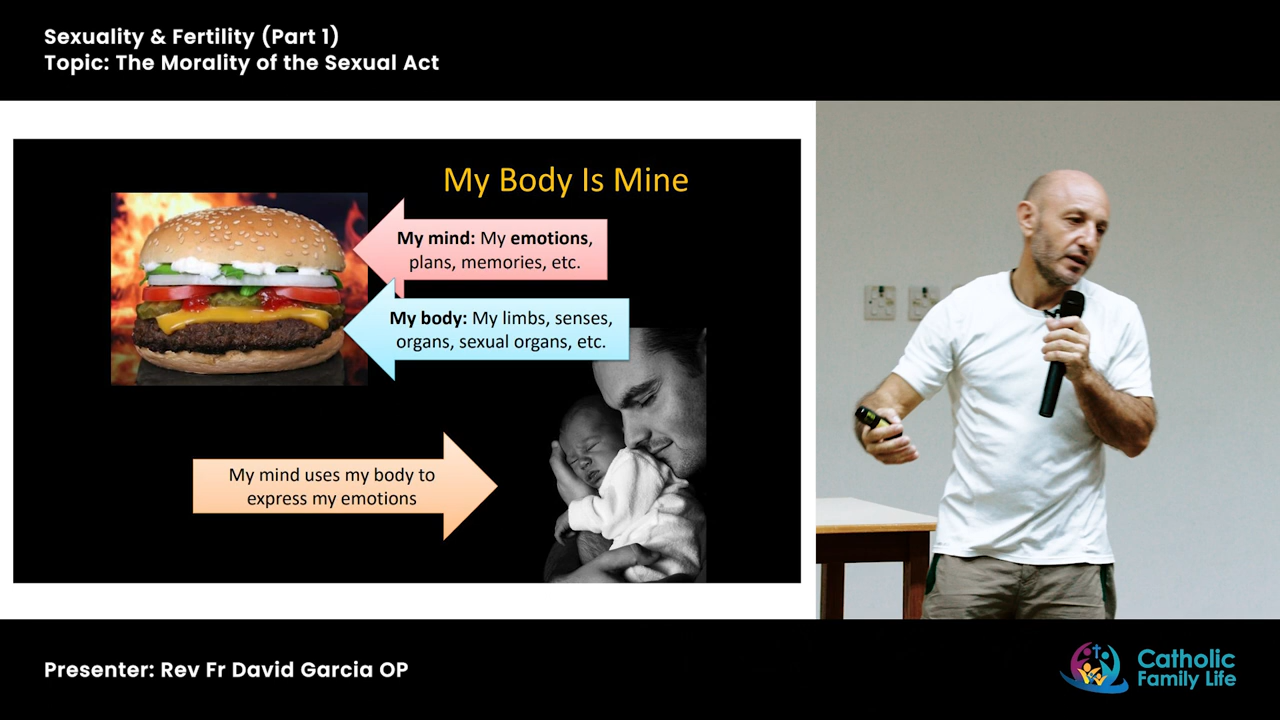 Sexuality & Fertility (Part 1)
Topic: The Morality of the Sexual Act
My Body Is Mine
My mind: My emotions,
plans, memories, etc.
My body: My limbs, senses,
organs, sexual organs, etc.
My mind uses my body to
express my emotions
Presenter: Rev Fr David Garcia OP
Catholic
Family Life